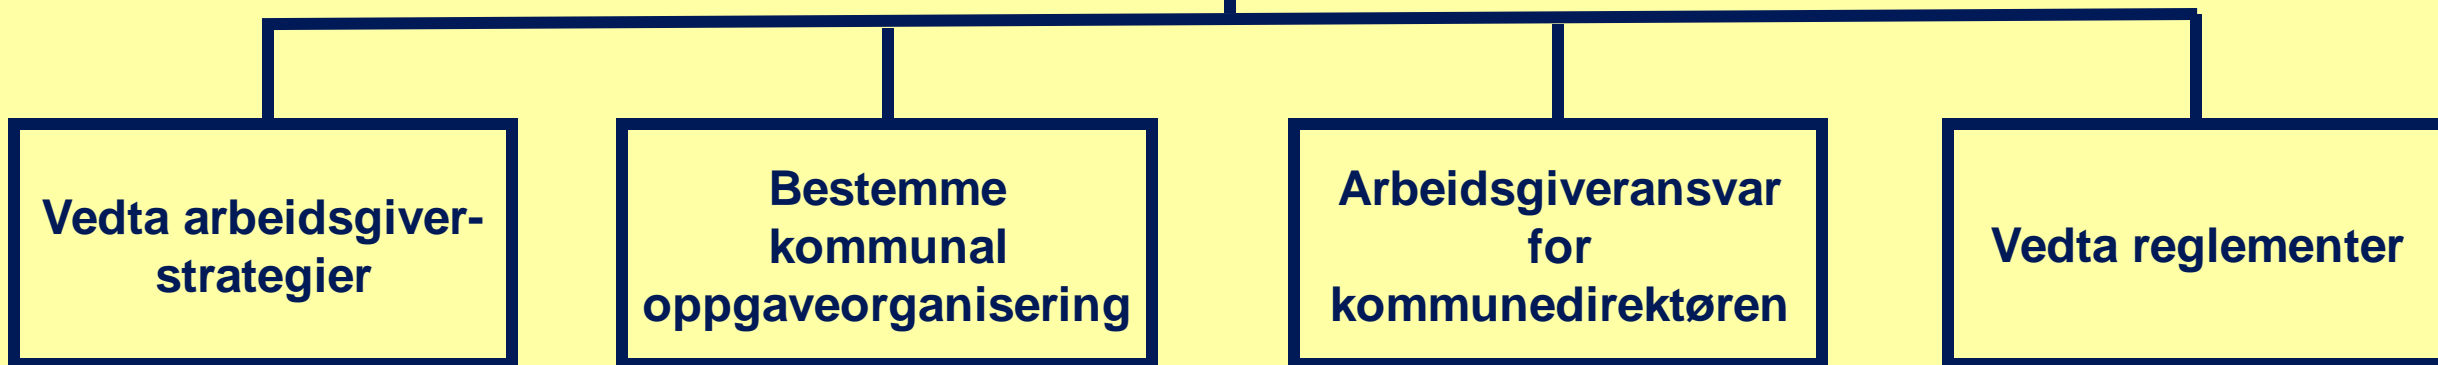 Vedta arbeidsgiver-
strategier
Bestemme
kommunal
oppgaveorganisering
Arbeidsgiveransvar
for
kommunedirektøren
Vedta reglementer